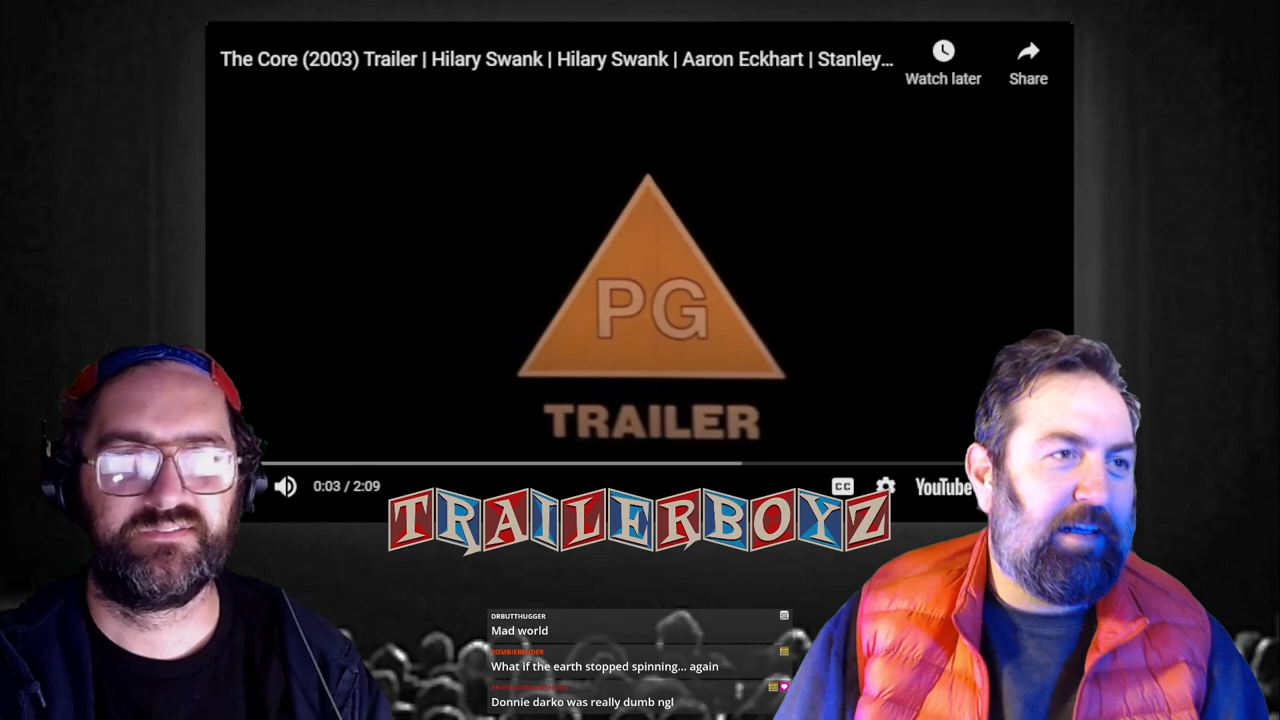 The Core (2003) Trailer | Hilary Swank | Hilary Swank | Aaron Eckhart | Stanley...
Watch later
Share
PG
TRAILER
0:03 / 2:09
CC
YouTube
TRAILERBOYZ
DRBUTTHUGGER
Mad world
ZOMBIEBENDER
What if the earth stopped spinning... again
Donnie darko was really dumb ngl